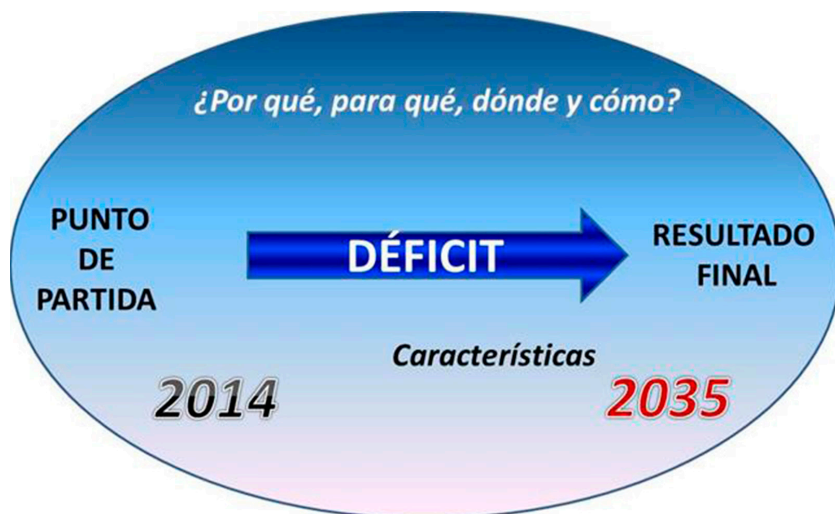 ¿Por qué, para qué, dónde y cómo?
PUNTO
DE
PARTIDA
DÉFICIT
RESULTADO
FINAL
Características
2014
2035